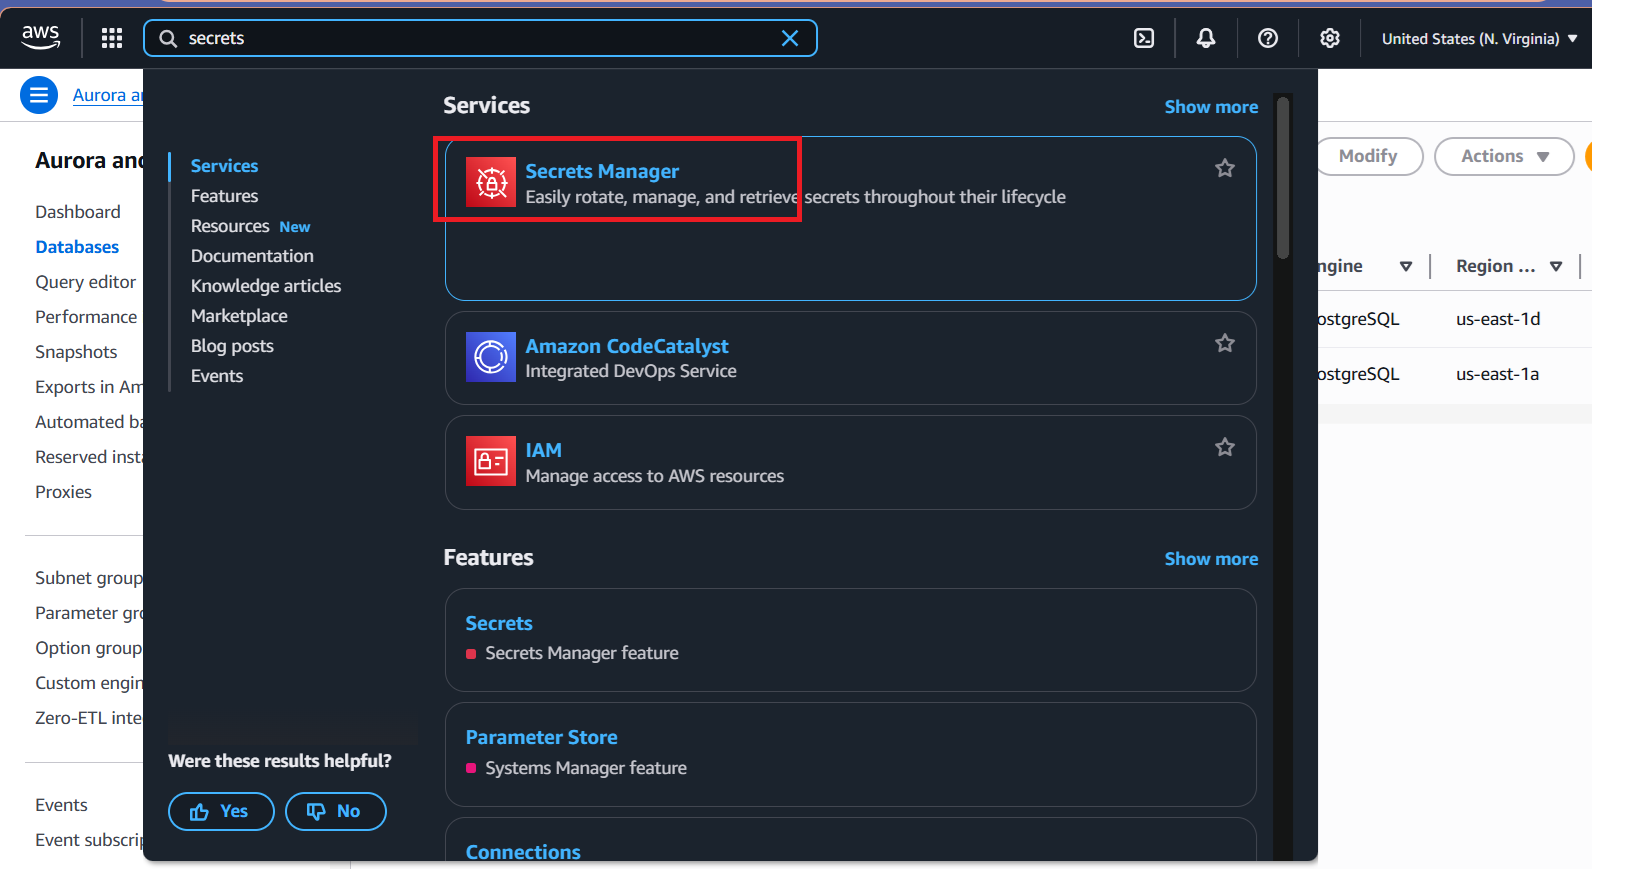 aws
secrets
United States (N. Virginia)
Aurora ar
Aurora and
Dashboard
Databases
Query editor
Performance
Snapshots
Exports in Am
Automated ba
Reserved insta
Proxies
Subnet group
Parameter gro
Option group
Custom engin
Zero-ETL inte
Events
Event subscrip
Services
Features
Resources New
Documentation
Knowledge articles
Marketplace
Blog posts
Events
Were these results helpful?
Yes
No
Services
Show more
Secrets Manager
Easily rotate, manage, and retrieve secrets throughout their lifecycle
Amazon CodeCatalyst
Integrated DevOps Service
IAM
Manage access to AWS resources
Features
Show more
Secrets
Secrets Manager feature
Parameter Store
Systems Manager feature
Connections
Modify
Actions
ngine
Region ...
ostgreSQL
us-east-1d
ostgreSQL
us-east-1a